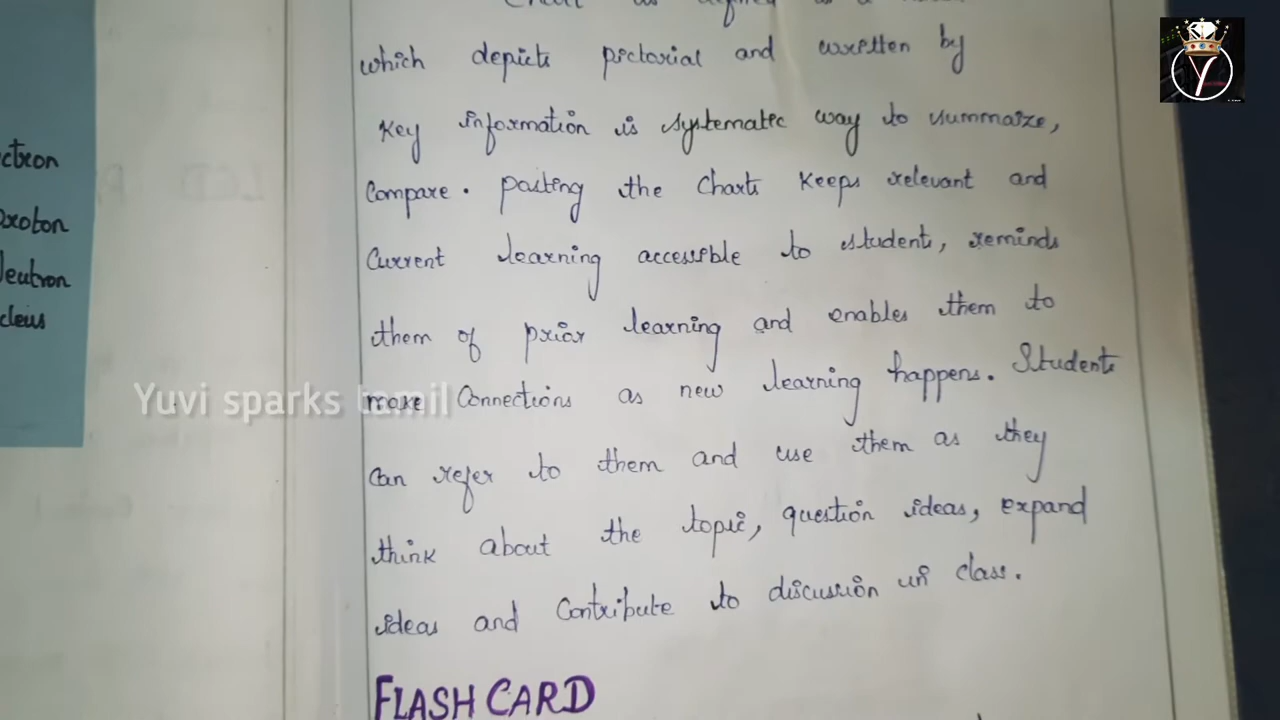 which depicts pictorial and written by
Key information is systematic way to summaize,
Compare. Pasting the Charts Keeps relevant and
Current learning accessible to student, reminds
them of prior learning and enables them to
make Connections as new learning happens. Students
Can refer to them and use them as they
think about the topic, question ideas, expand
ideas and Contribute to discussion in class.
FLASH CARD
ctron
roton
eutron
cleus
Yuvi sparks tamil
Y